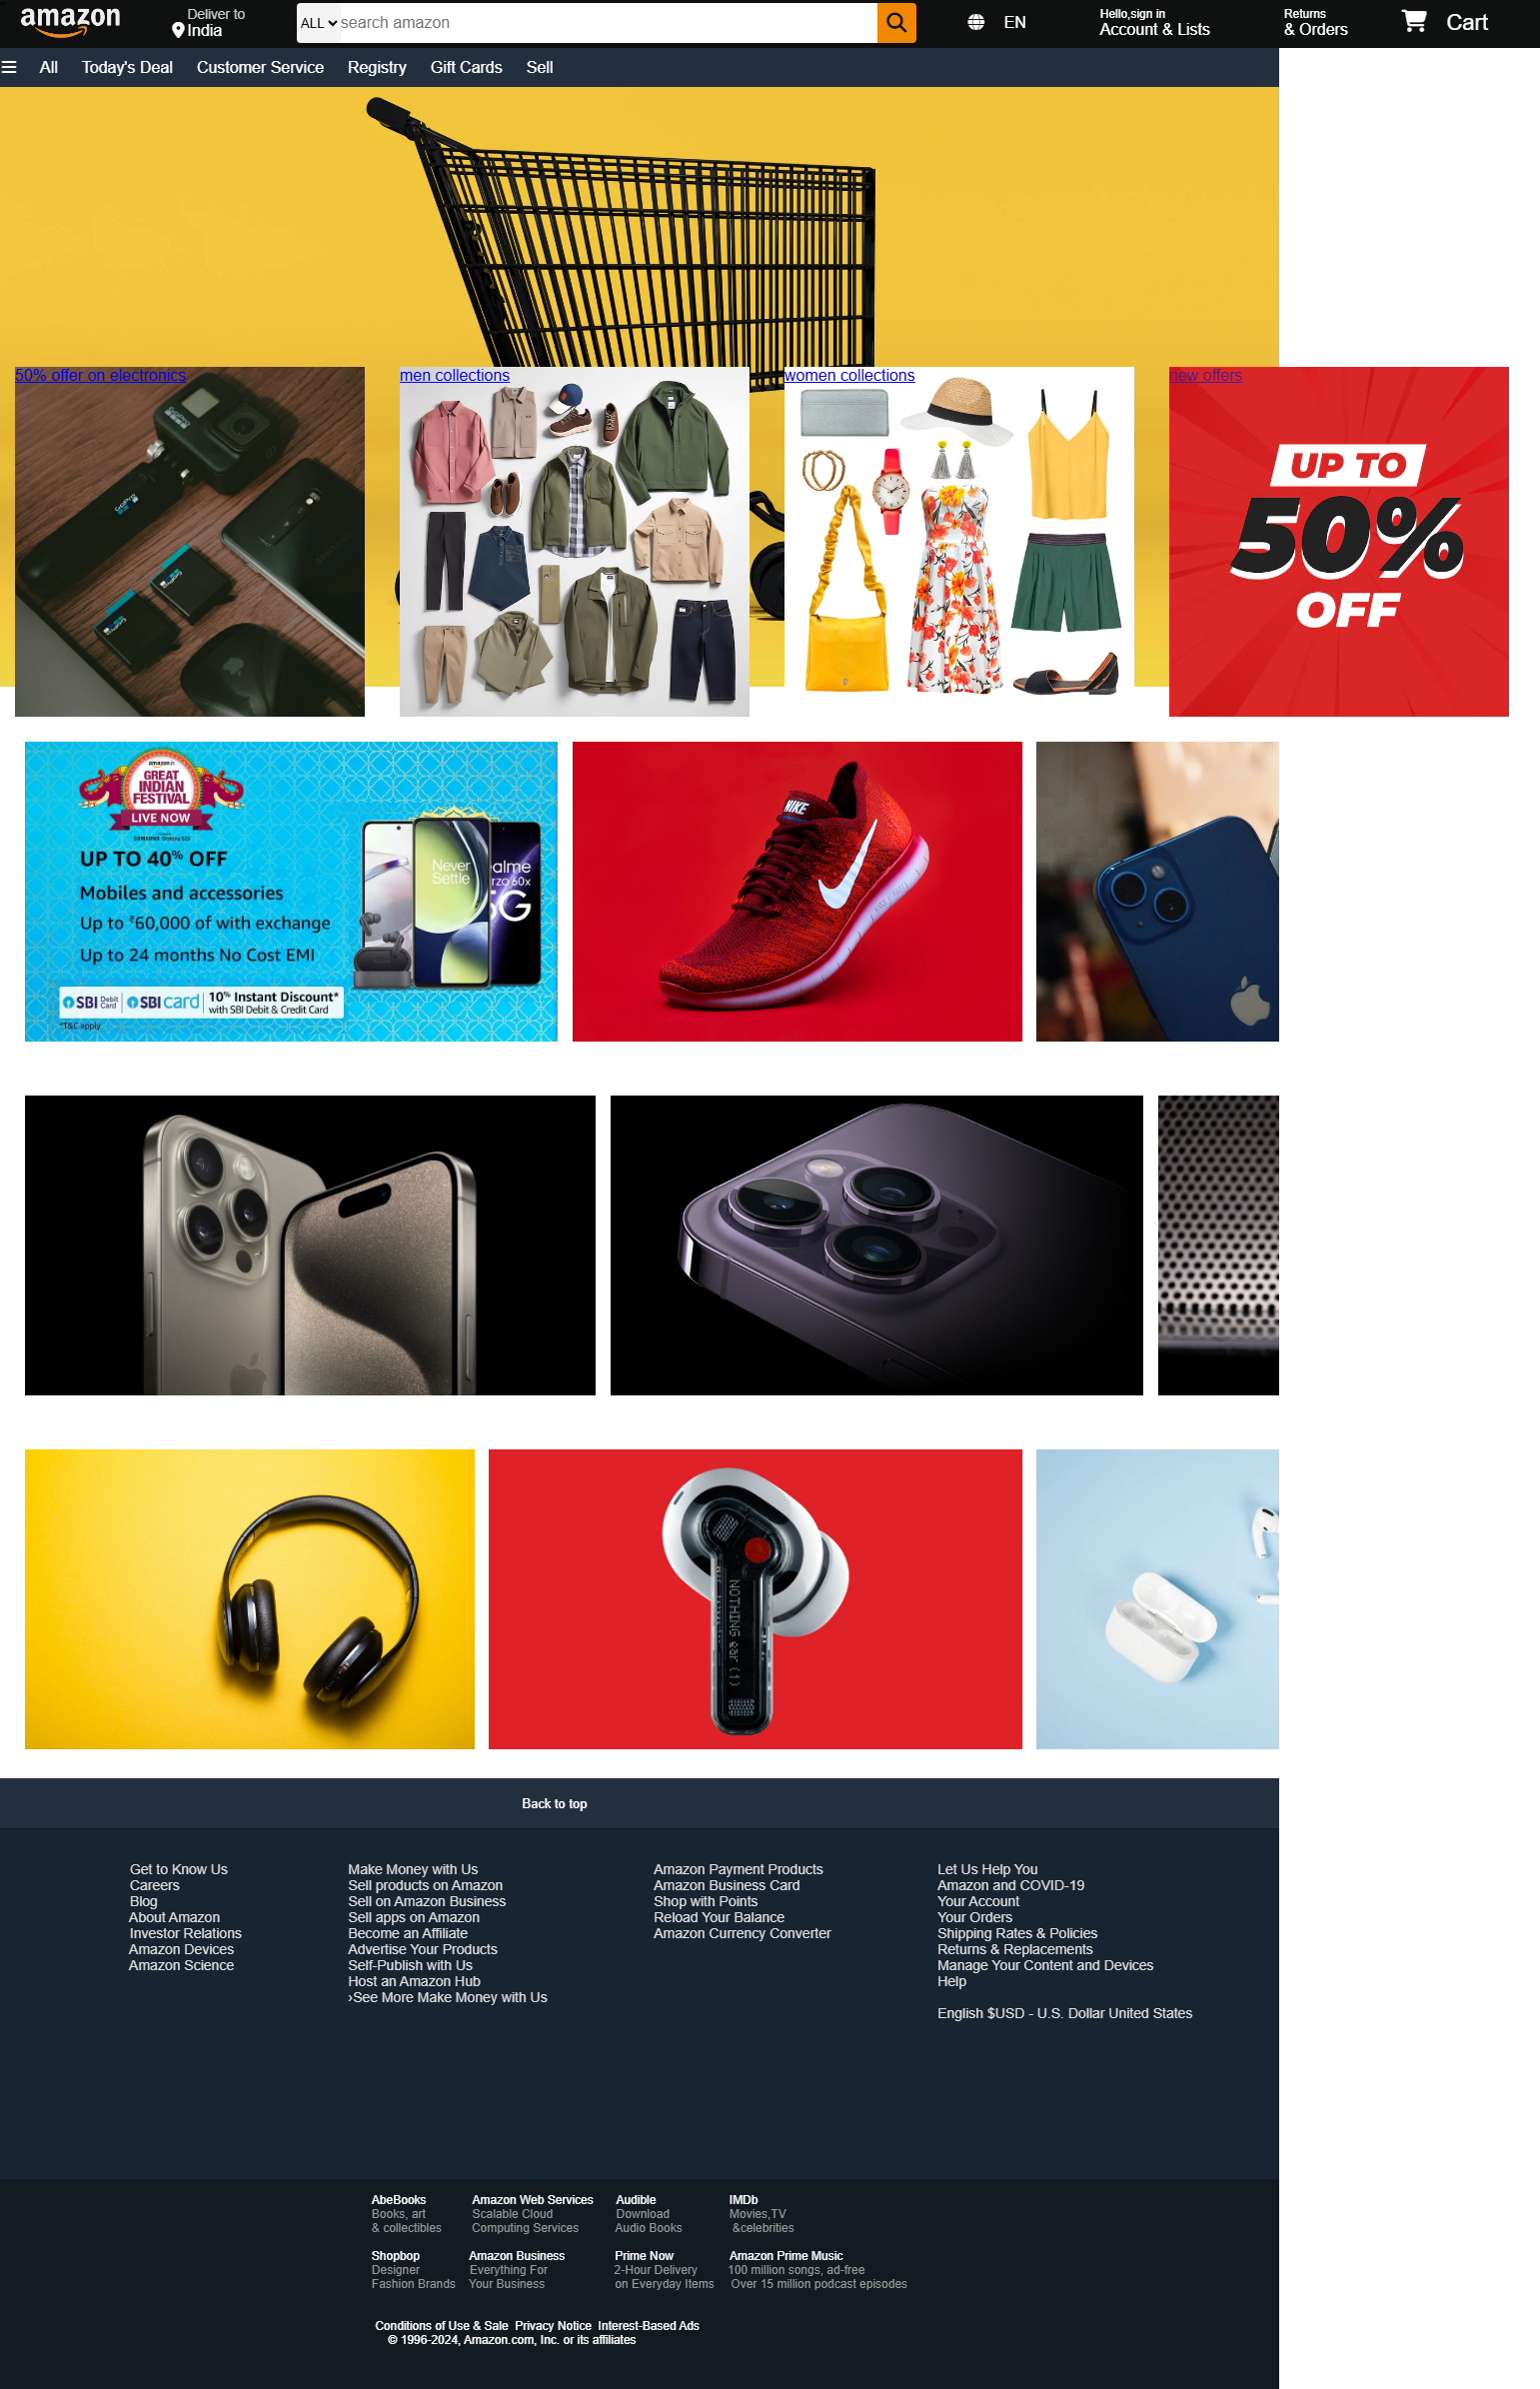 amazon
Deliver to
India
ALL
search amazon
EN
Hello,sign in
Account & Lists
Returns
& Orders
Cart
All
Today's Deal
Customer Service
Registry
Gift Cards
Sell
50% offer on electronics
men collections
women collections
new offers
GoPro
SAMSUNG
UP TO
50%
OFF
amazon.in
GREAT
INDIAN
FESTIVAL
LIVE NOW
UP TO 40% OFF
Mobiles and accessories
Up to ₹60,000 of with exchange
Up to 24 months No Cost EMI
Never
Settle
SBI Debit Card
SBI card
10% Instant Discount*
with SBI Debit & Credit Card
*T&C apply
NIKE
NOTHING ear (1)
Back to top
Get to Know Us
Careers
Blog
About Amazon
Investor Relations
Amazon Devices
Amazon Science
Make Money with Us
Sell products on Amazon
Sell on Amazon Business
Sell apps on Amazon
Become an Affiliate
Advertise Your Products
Self-Publish with Us
Host an Amazon Hub
›See More Make Money with Us
Amazon Payment Products
Amazon Business Card
Shop with Points
Reload Your Balance
Amazon Currency Converter
Let Us Help You
Amazon and COVID-19
Your Account
Your Orders
Shipping Rates & Policies
Returns & Replacements
Manage Your Content and Devices
Help
English $USD - U.S. Dollar United States
AbeBooks
Books, art
& collectibles
Amazon Web Services
Scalable Cloud
Computing Services
Audible
Download
Audio Books
IMDb
Movies,TV
&celebrities
Shopbop
Designer
Fashion Brands
Amazon Business
Everything For
Your Business
Prime Now
2-Hour Delivery
on Everyday Items
Amazon Prime Music
100 million songs, ad-free
Over 15 million podcast episodes
Conditions of Use & Sale Privacy Notice Interest-Based Ads
© 1996-2024, Amazon.com, Inc. or its affiliates